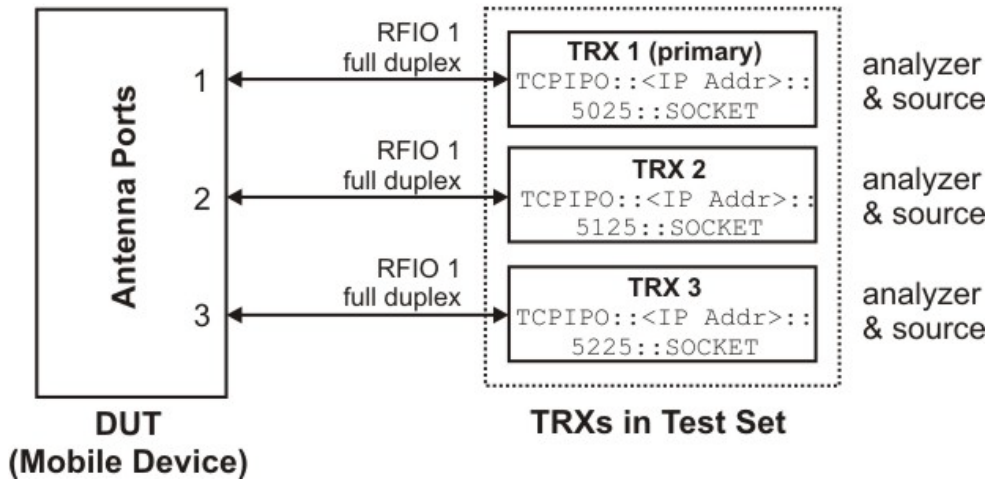 Antenna Ports
1
2
3
DUT
(Mobile Device)
RFIO 1
full duplex
RFIO 1
full duplex
RFIO 1
full duplex
TRX 1 (primary)
TCPIPO::<IP Addr>::
5025::SOCKET
TRX 2
TCPIPO::<IP Addr>::
5125::SOCKET
TRX 3
TCPIPO::<IP Addr>::
5225::SOCKET
TRXs in Test Set
analyzer
& source
analyzer
& source
analyzer
& source